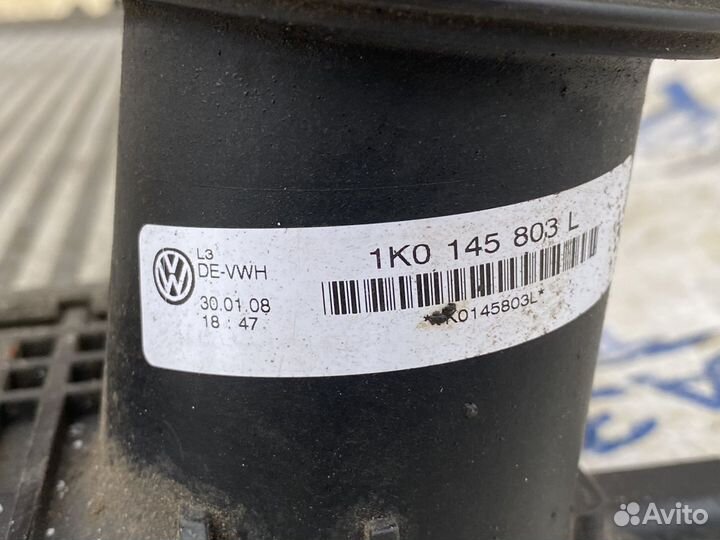 L3
DE-VWH
30.01.08
18 : 47
1K0 145 803 L
K0145803L*
Avito